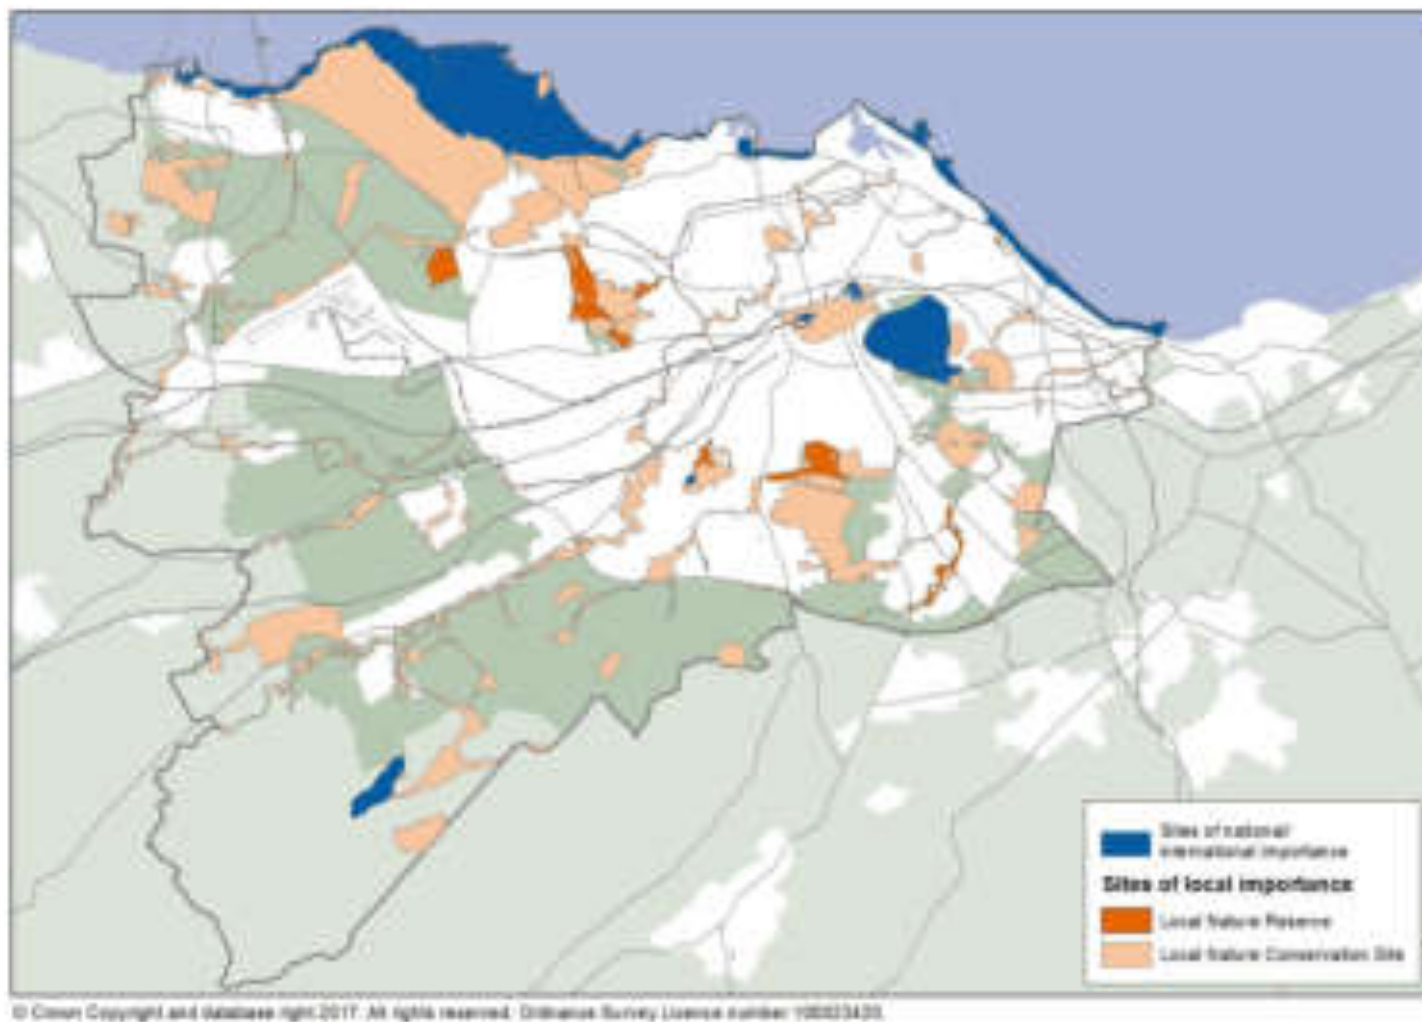 Sites of national/
international importance
Sites of local importance
Local Nature Reserve
Local Nature Conservation Site
© Crown Copyright and database right 2017. All rights reserved. Ordnance Survey Licence number 100023420.